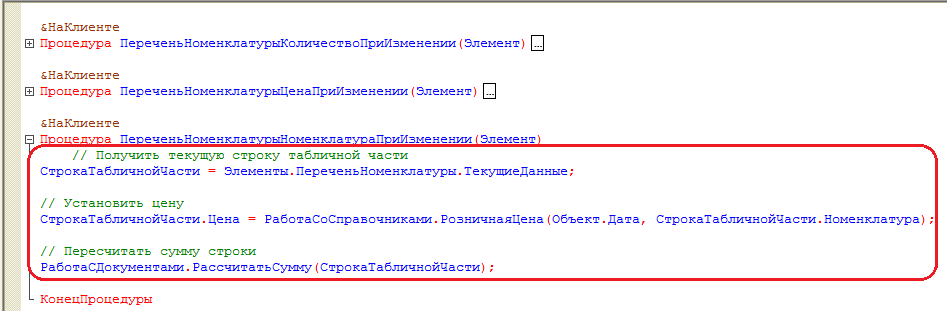 &НаКлиенте
Процедура ПереченьНоменклатурыКоличествоПриИзменении(Элемент) ...
&НаКлиенте
Процедура ПереченьНоменклатурыЦенаПриИзменении(Элемент) ...
&НаКлиенте
Процедура ПереченьНоменклатурыНоменклатураПриИзменении(Элемент)
// Получить текущую строку табличной части
СтрокаТабличнойЧасти = Элементы.ПереченьНоменклатуры.ТекущиеДанные;
// Установить цену
СтрокаТабличнойЧасти.Цена = РаботаСоСправочниками.РозничнаяЦена(Объект.Дата, СтрокаТабличнойЧасти.Номенклатура);
// Пересчитать сумму строки
РаботаСДокументами.РассчитатьСумму(СтрокаТабличнойЧасти);
КонецПроцедуры